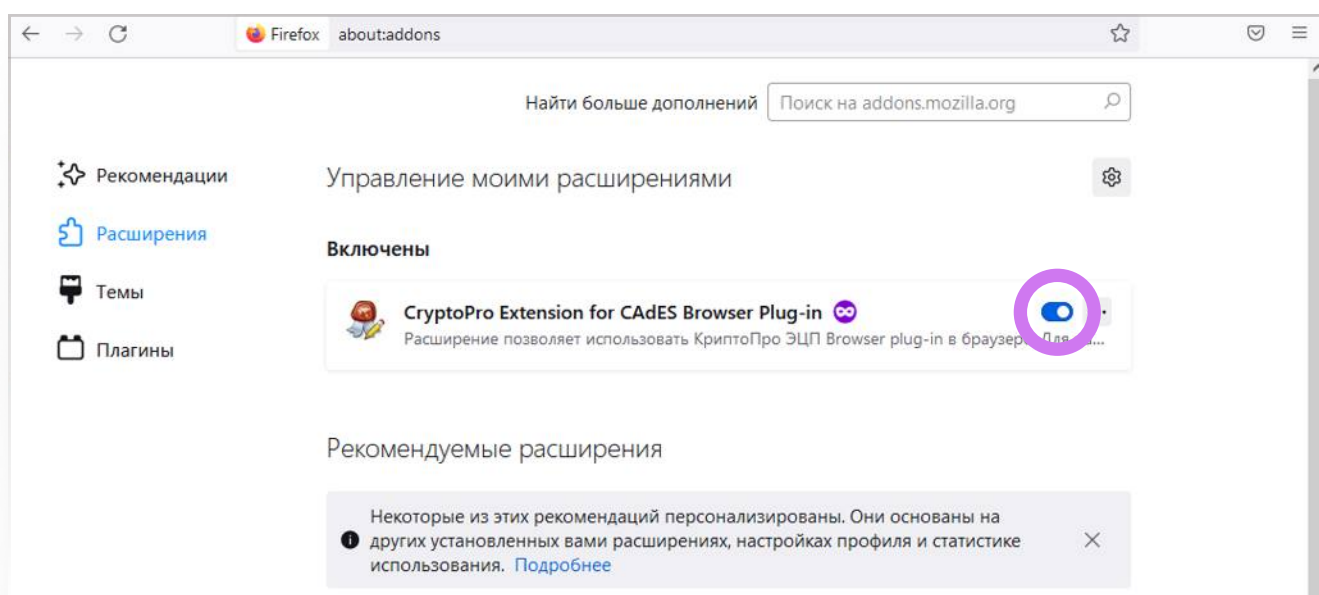 Firefox about:addons
Найти больше дополнений Поиск на addons.mozilla.org
Рекомендации
Управление моими расширениями
Расширения
Включены
Темы
CryptoPro Extension for CAdES Browser Plug-in
Расширение позволяет использовать КриптоПро ЭЦП Browser plug-in в браузере
Плагины
Рекомендуемые расширения
Некоторые из этих рекомендаций персонализированы. Они основаны на
других установленных вами расширениях, настройках профиля и статистике
использования. Подробнее